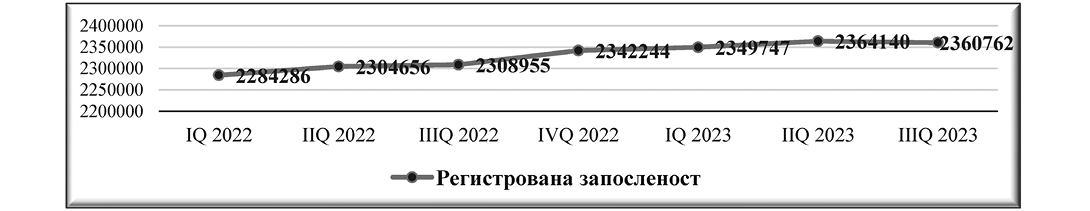 2400000
2350000
2300000
2250000
2200000
2284286
2304656
2308955
2342244
2349747
2364140
2360762
IQ 2022
IIQ 2022
IIIQ 2022
IVQ 2022
IQ 2023
IIQ 2023
IIIQ 2023
Регистрована запосленост